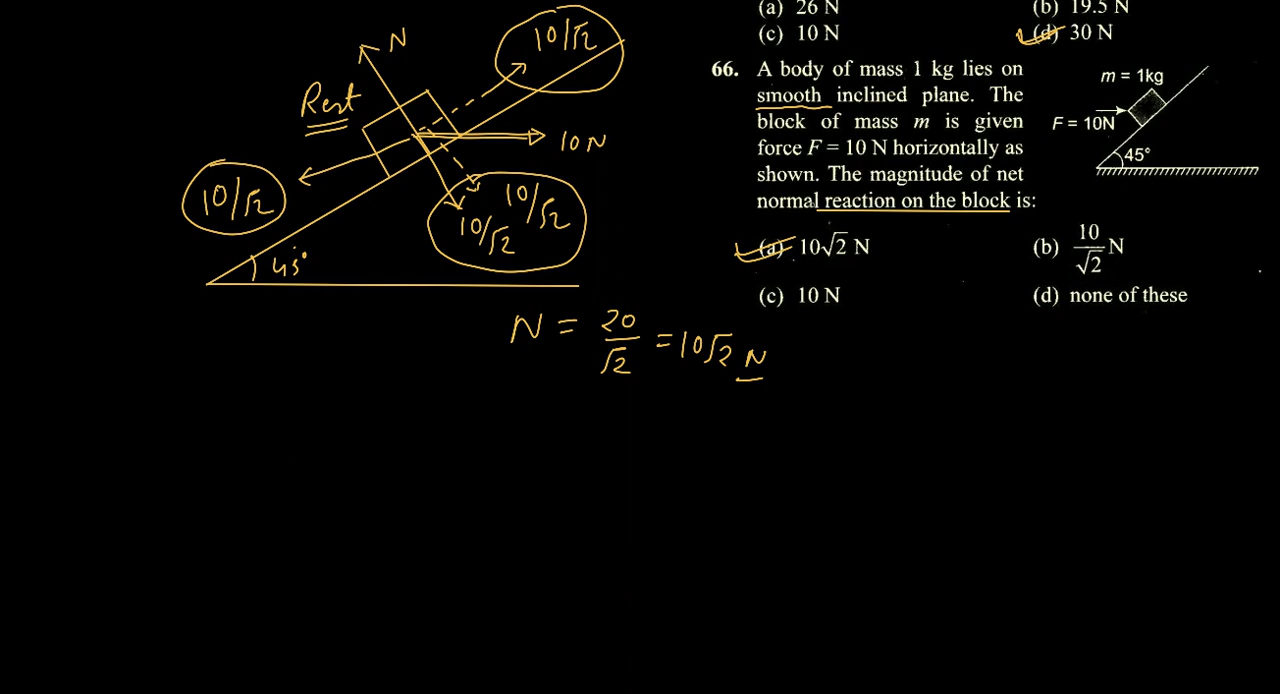 (a) 26 N
(b) 19.5 N
(c) 10 N
(d) 30 N
66. A body of mass 1 kg lies on
smooth inclined plane. The
block of mass m is given
force F = 10 N horizontally as
shown. The magnitude of net
normal reaction on the block is:
(a) 10√2 N
(b) 10/√2 N
(c) 10 N
(d) none of these
m = 1kg
F = 10N
45°
N
10/√2
Rest
10 N
10/√2
10/√2
10/√2
45°
N = 20/√2 = 10√2 N